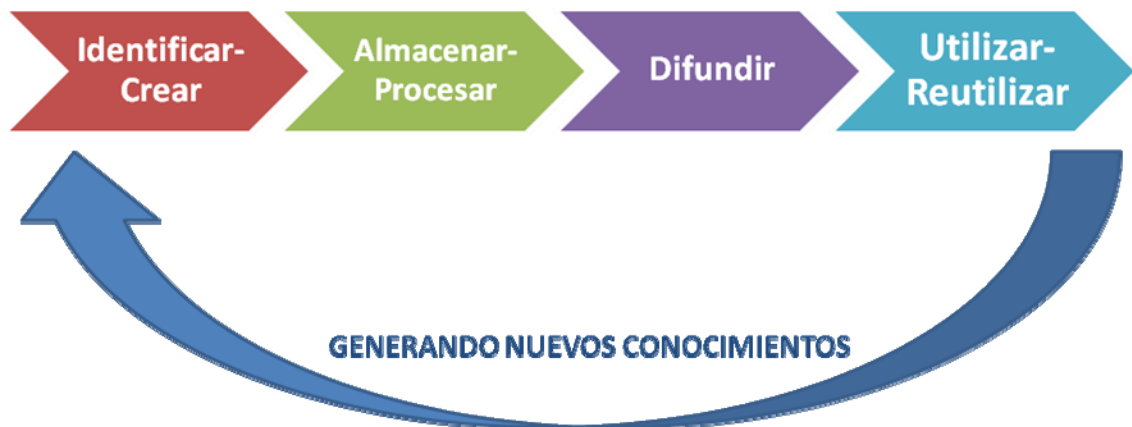 Identificar-
Crear
Almacenar-
Procesar
Difundir
Utilizar-
Reutilizar
GENERANDO NUEVOS CONOCIMIENTOS